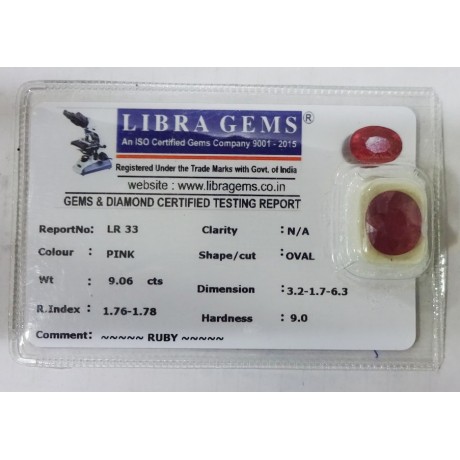 LIBRA GEMS®
An ISO Certified Gems Company 9001 - 2015
Registered Under the Trade Marks with Govt. of India
website : www.libragems.co.in
GEMS & DIAMOND CERTIFIED TESTING REPORT
ReportNo: LR 33 Clarity : N/A
Colour : PINK Shape/cut : OVAL
Wt : 9.06 cts Dimension : 3.2-1.7-6.3
R.Index : 1.76-1.78 Hardness : 9.0
Comment: ~~~~~ RUBY ~~~~~